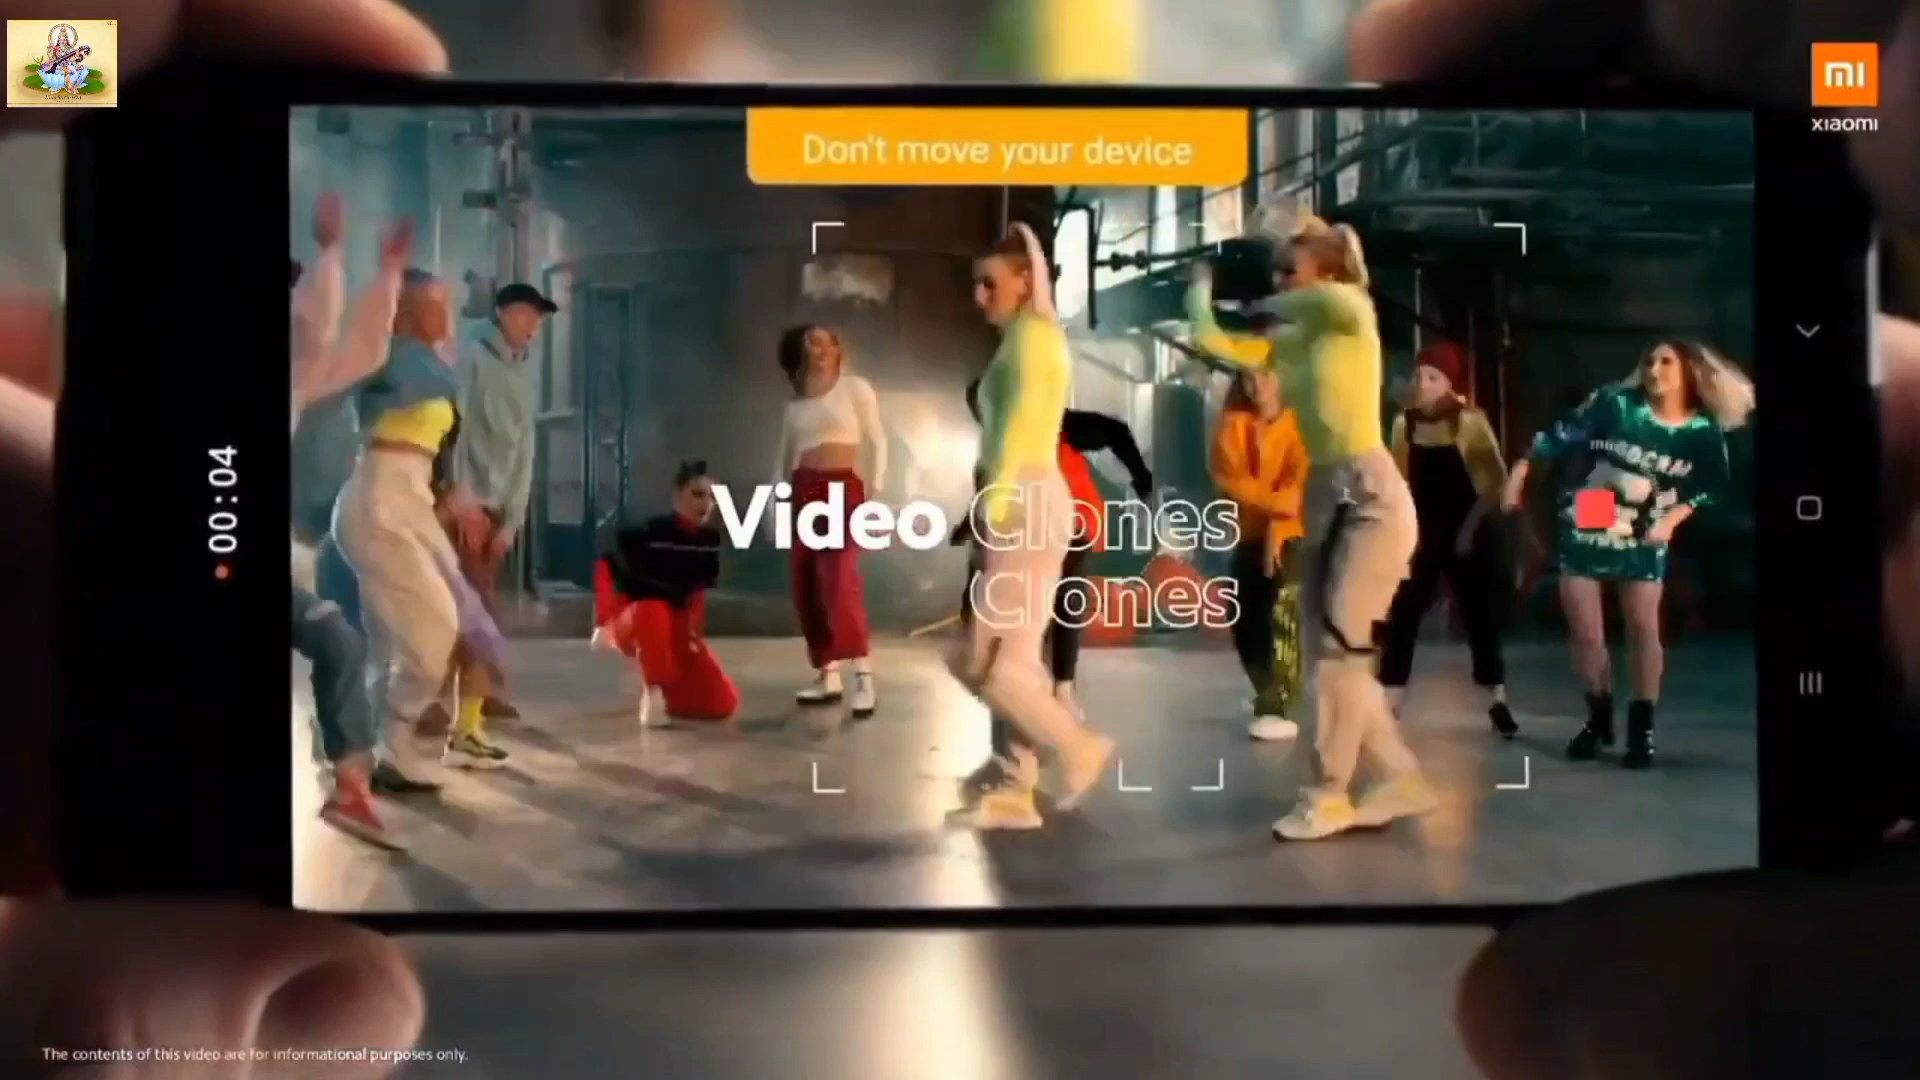 xiaomi
Don't move your device
00:04
Video Clones
Clones
The contents of this video are for informational purposes only.